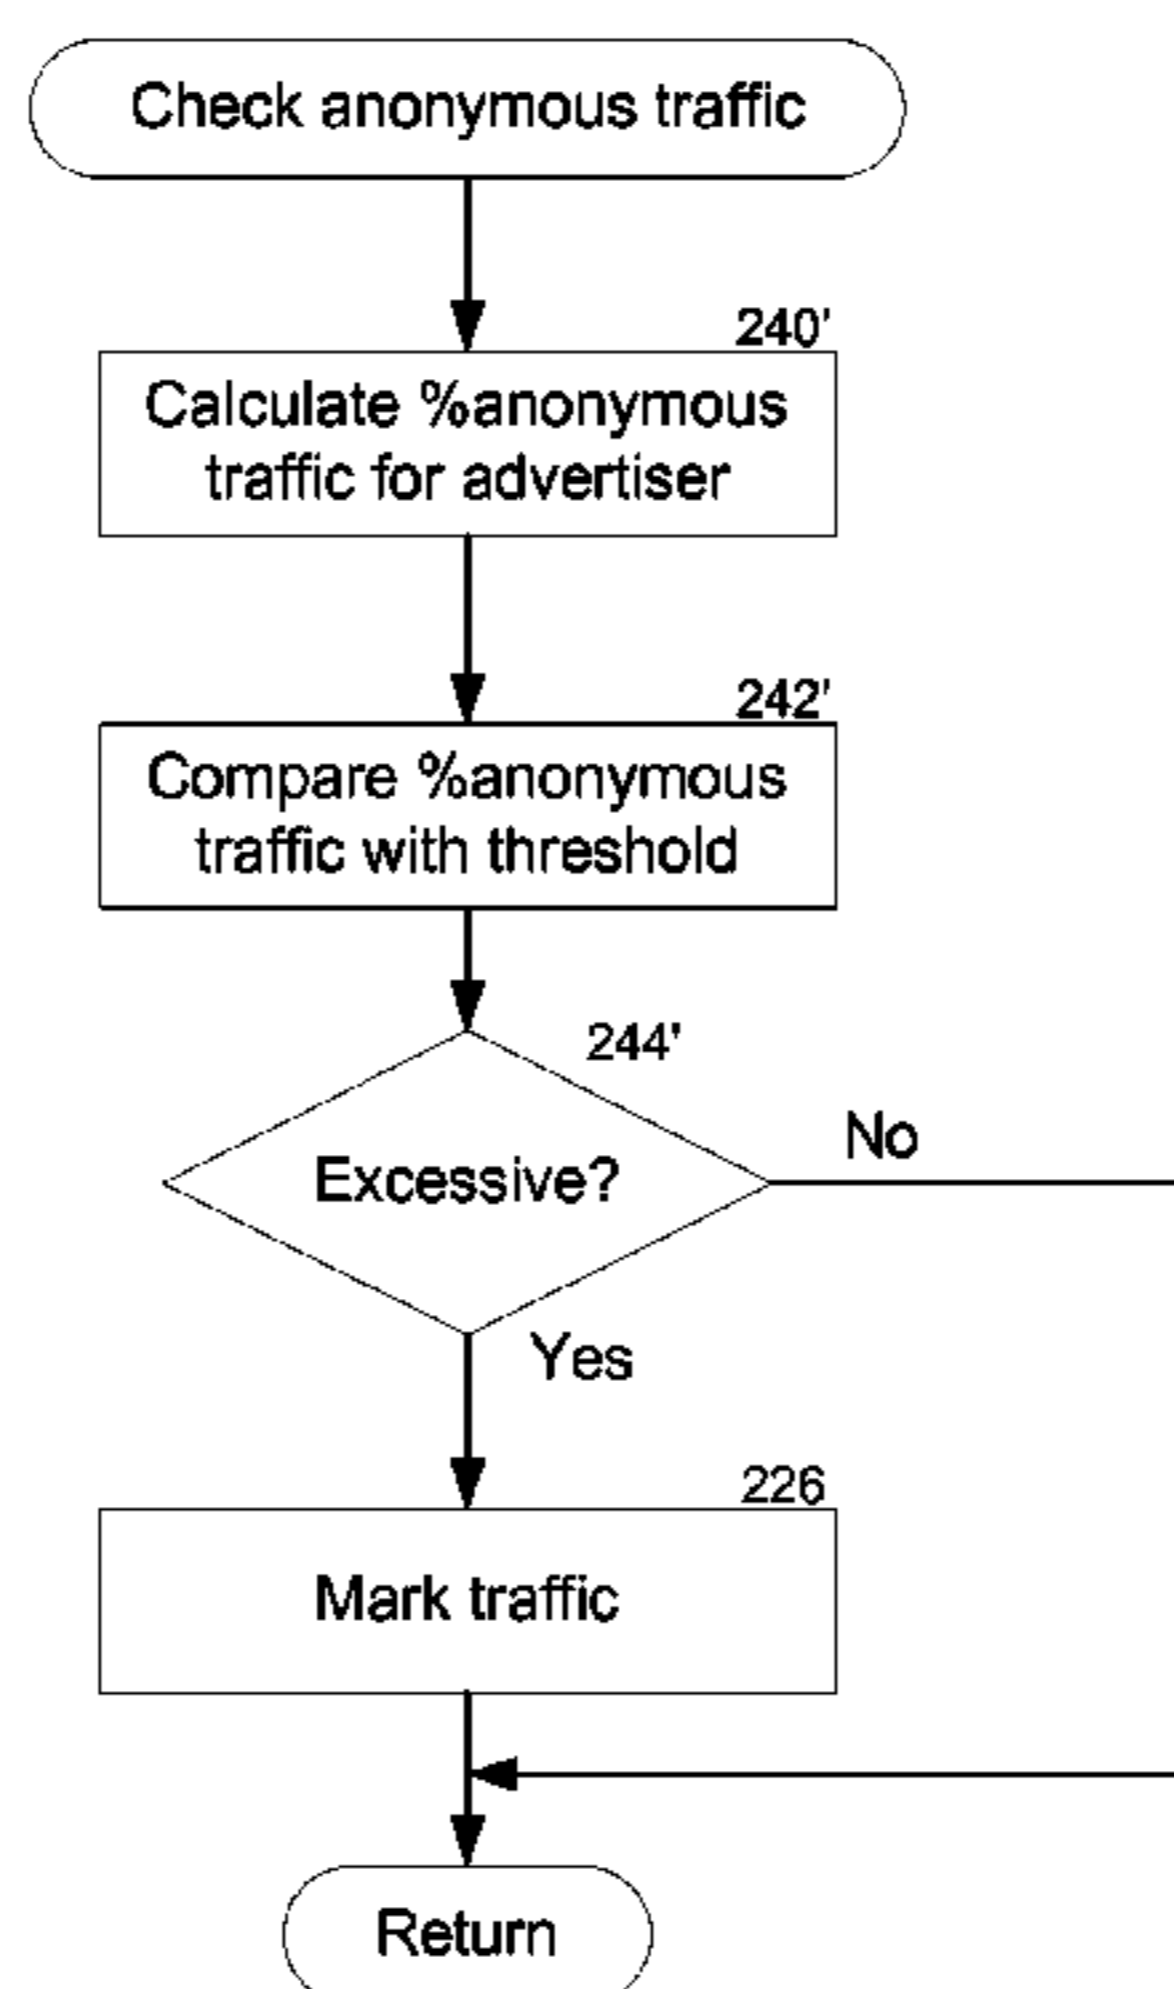 Check anonymous traffic
240'
Calculate %anonymous
traffic for advertiser
242'
Compare %anonymous
traffic with threshold
244'
Excessive?
No
Yes
226
Mark traffic
Return